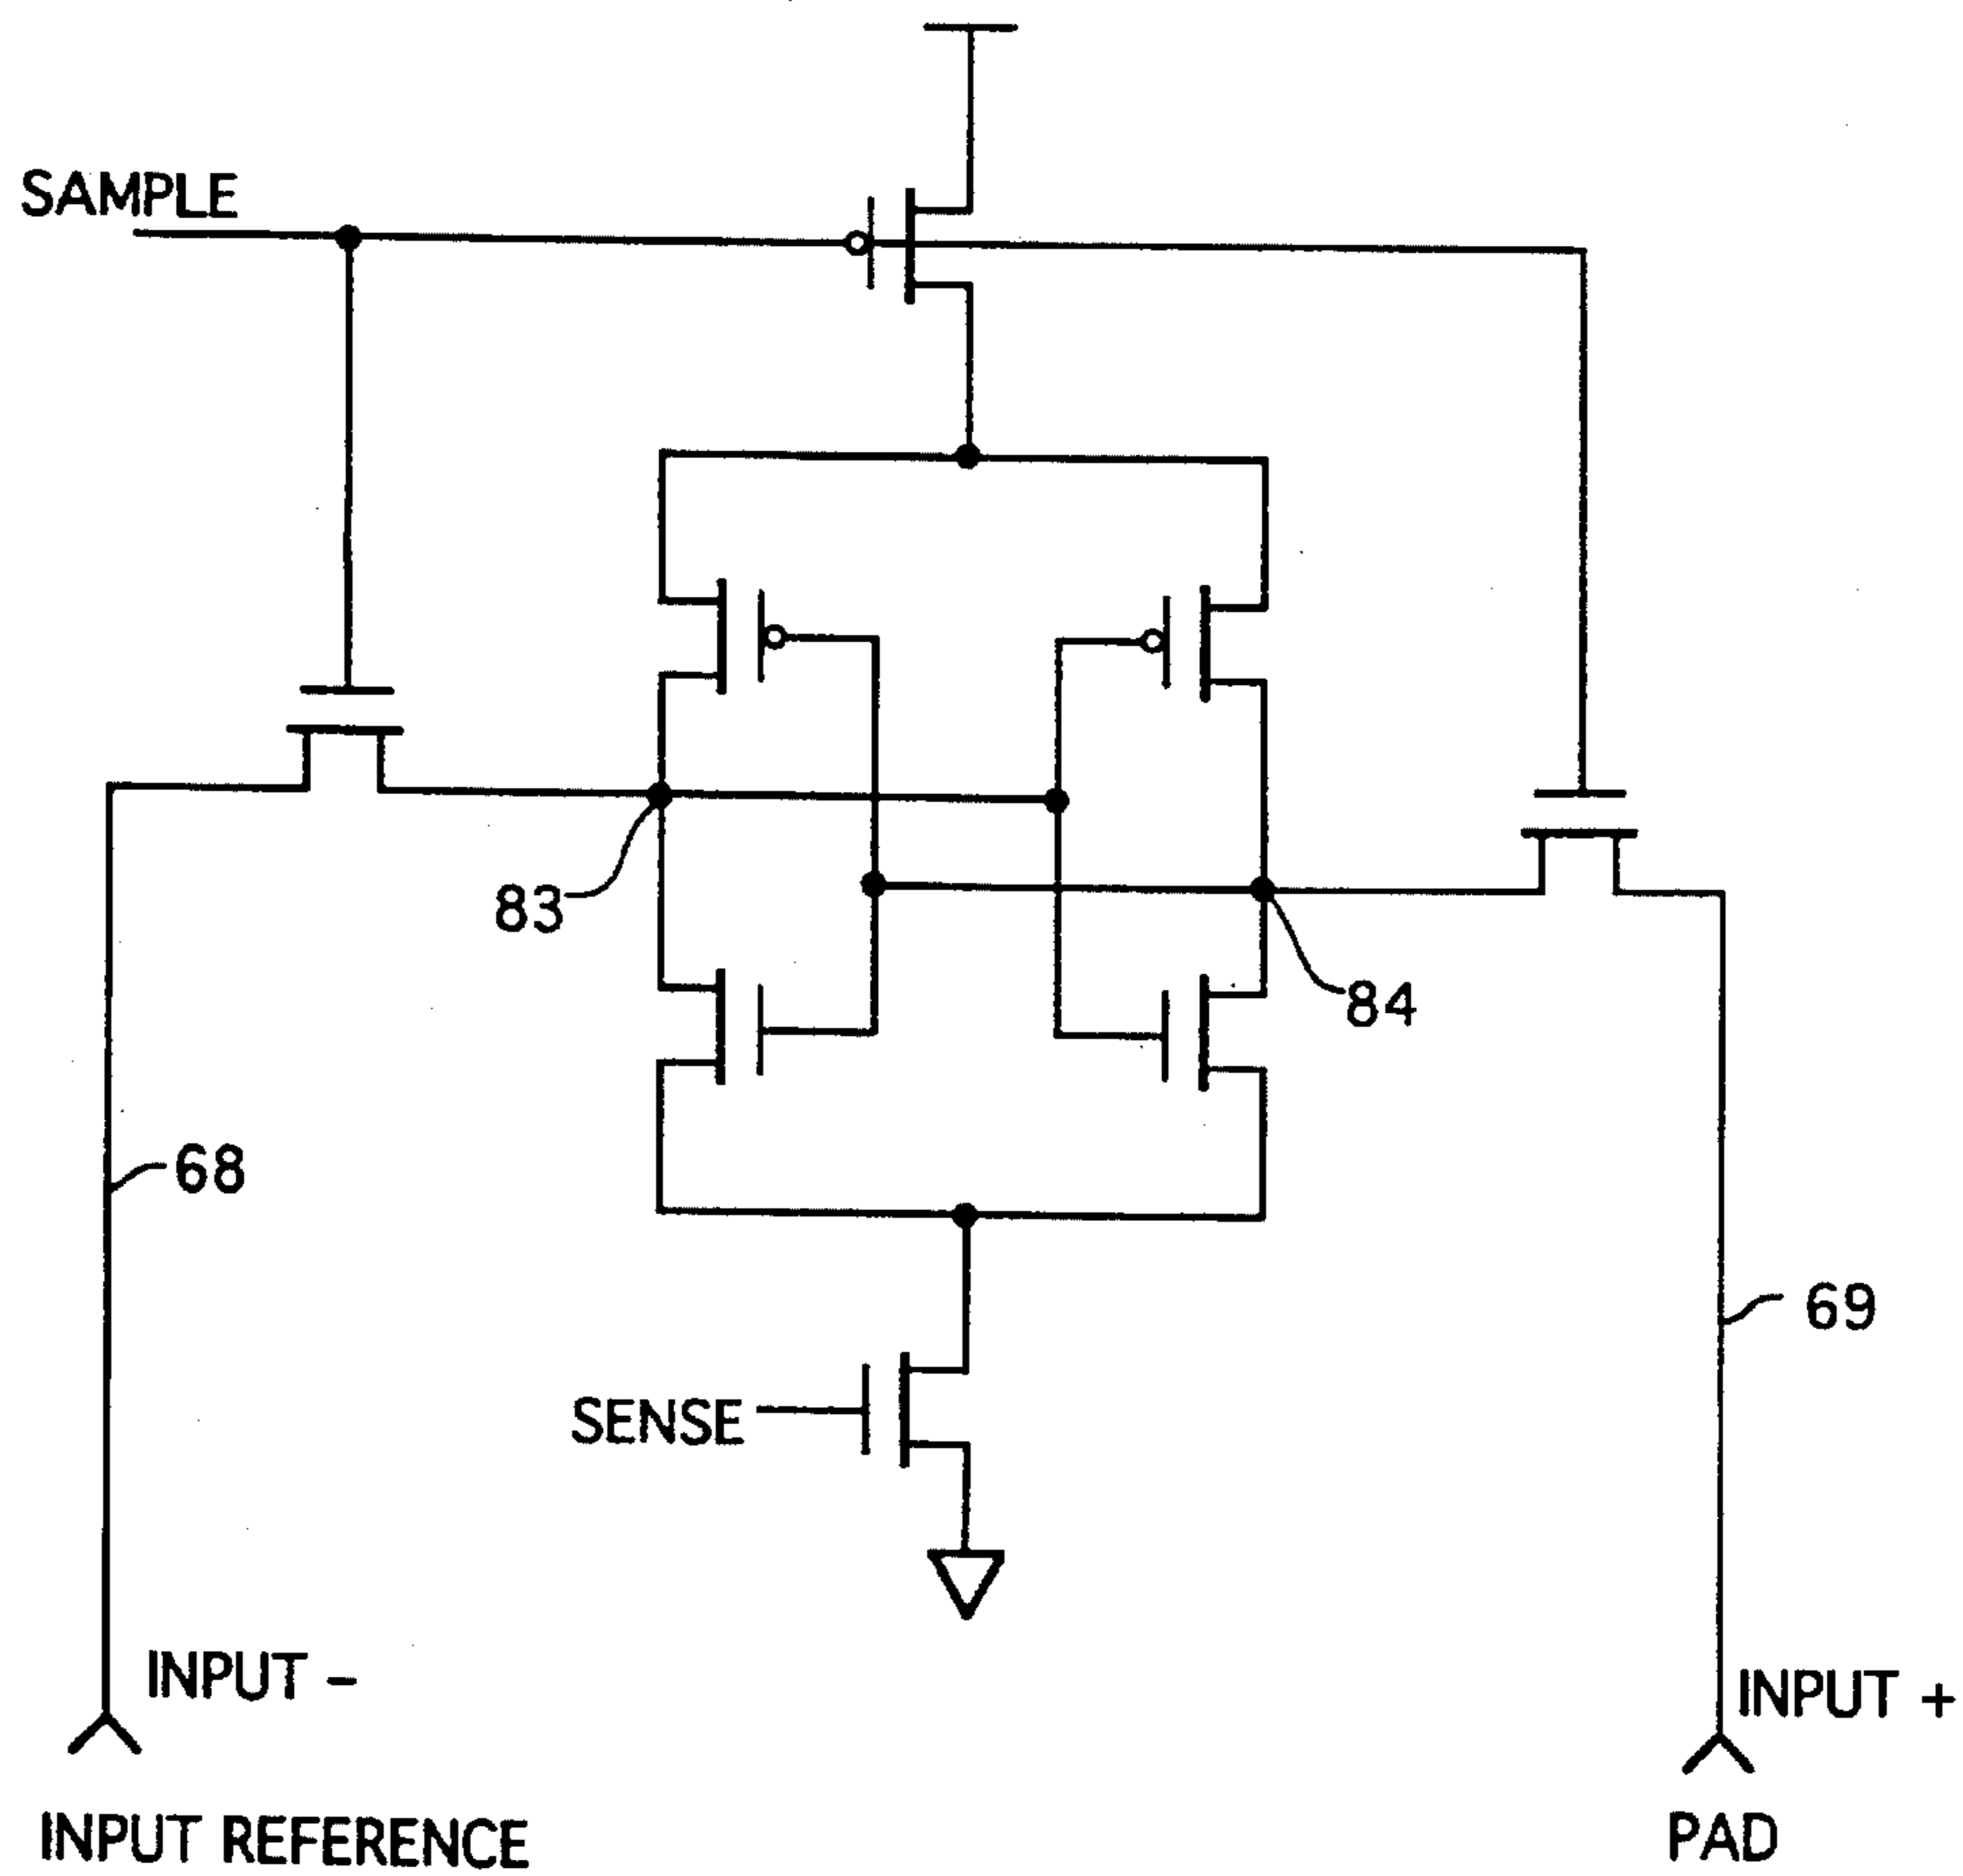 SAMPLE
83
84
68
69
SENSE
INPUT -
INPUT +
INPUT REFERENCE
PAD